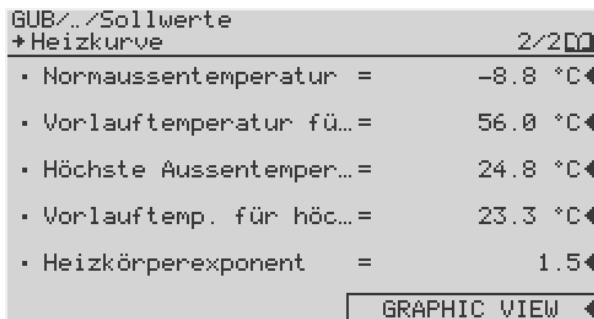 GUB/../Sollwerte
➔Heizkurve 2/2
· Normaussentemperatur = -8.8 °C
· Vorlauftemperatur fü…= 56.0 °C
· Höchste Aussentemper…= 24.8 °C
· Vorlauftemp. für höc…= 23.3 °C
· Heizkörperexponent = 1.5
GRAPHIC VIEW